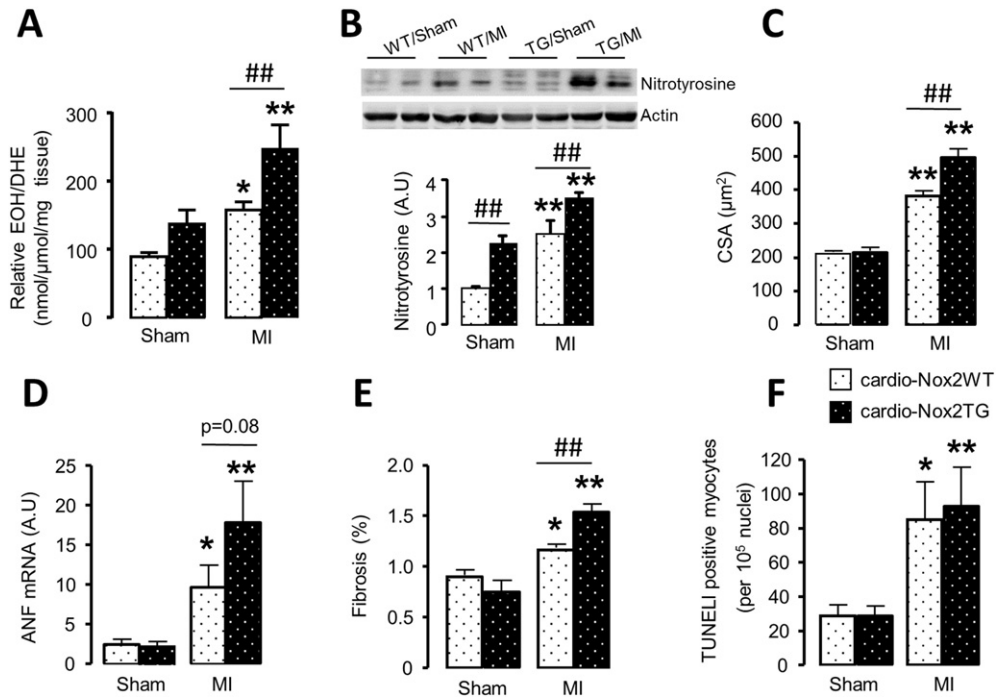 A
Relative EOH/DHE
(nmol/µmol/mg tissue)
300
200
100
0
##
*
**
Sham
MI
B
WT/Sham
WT/MI
TG/Sham
TG/MI
Nitrotyrosine
Actin
Nitrotyrosine (A.U)
4
3
2
1
0
##
##
**
**
Sham
MI
C
CSA (µm²)
600
500
400
300
200
200
100
0
##
**
**
Sham
MI
cardio-Nox2WT
cardio-Nox2TG
D
ANF mRNA (A.U)
25
20
15
10
5
0
p=0.08
*
**
Sham
MI
E
Fibrosis (%)
2.0
1.5
1.0
0.5
0
##
*
**
Sham
MI
F
TUNELI positive myocytes
(per 10⁵ nuclei)
120
100
80
60
40
20
0
*
**
Sham
MI